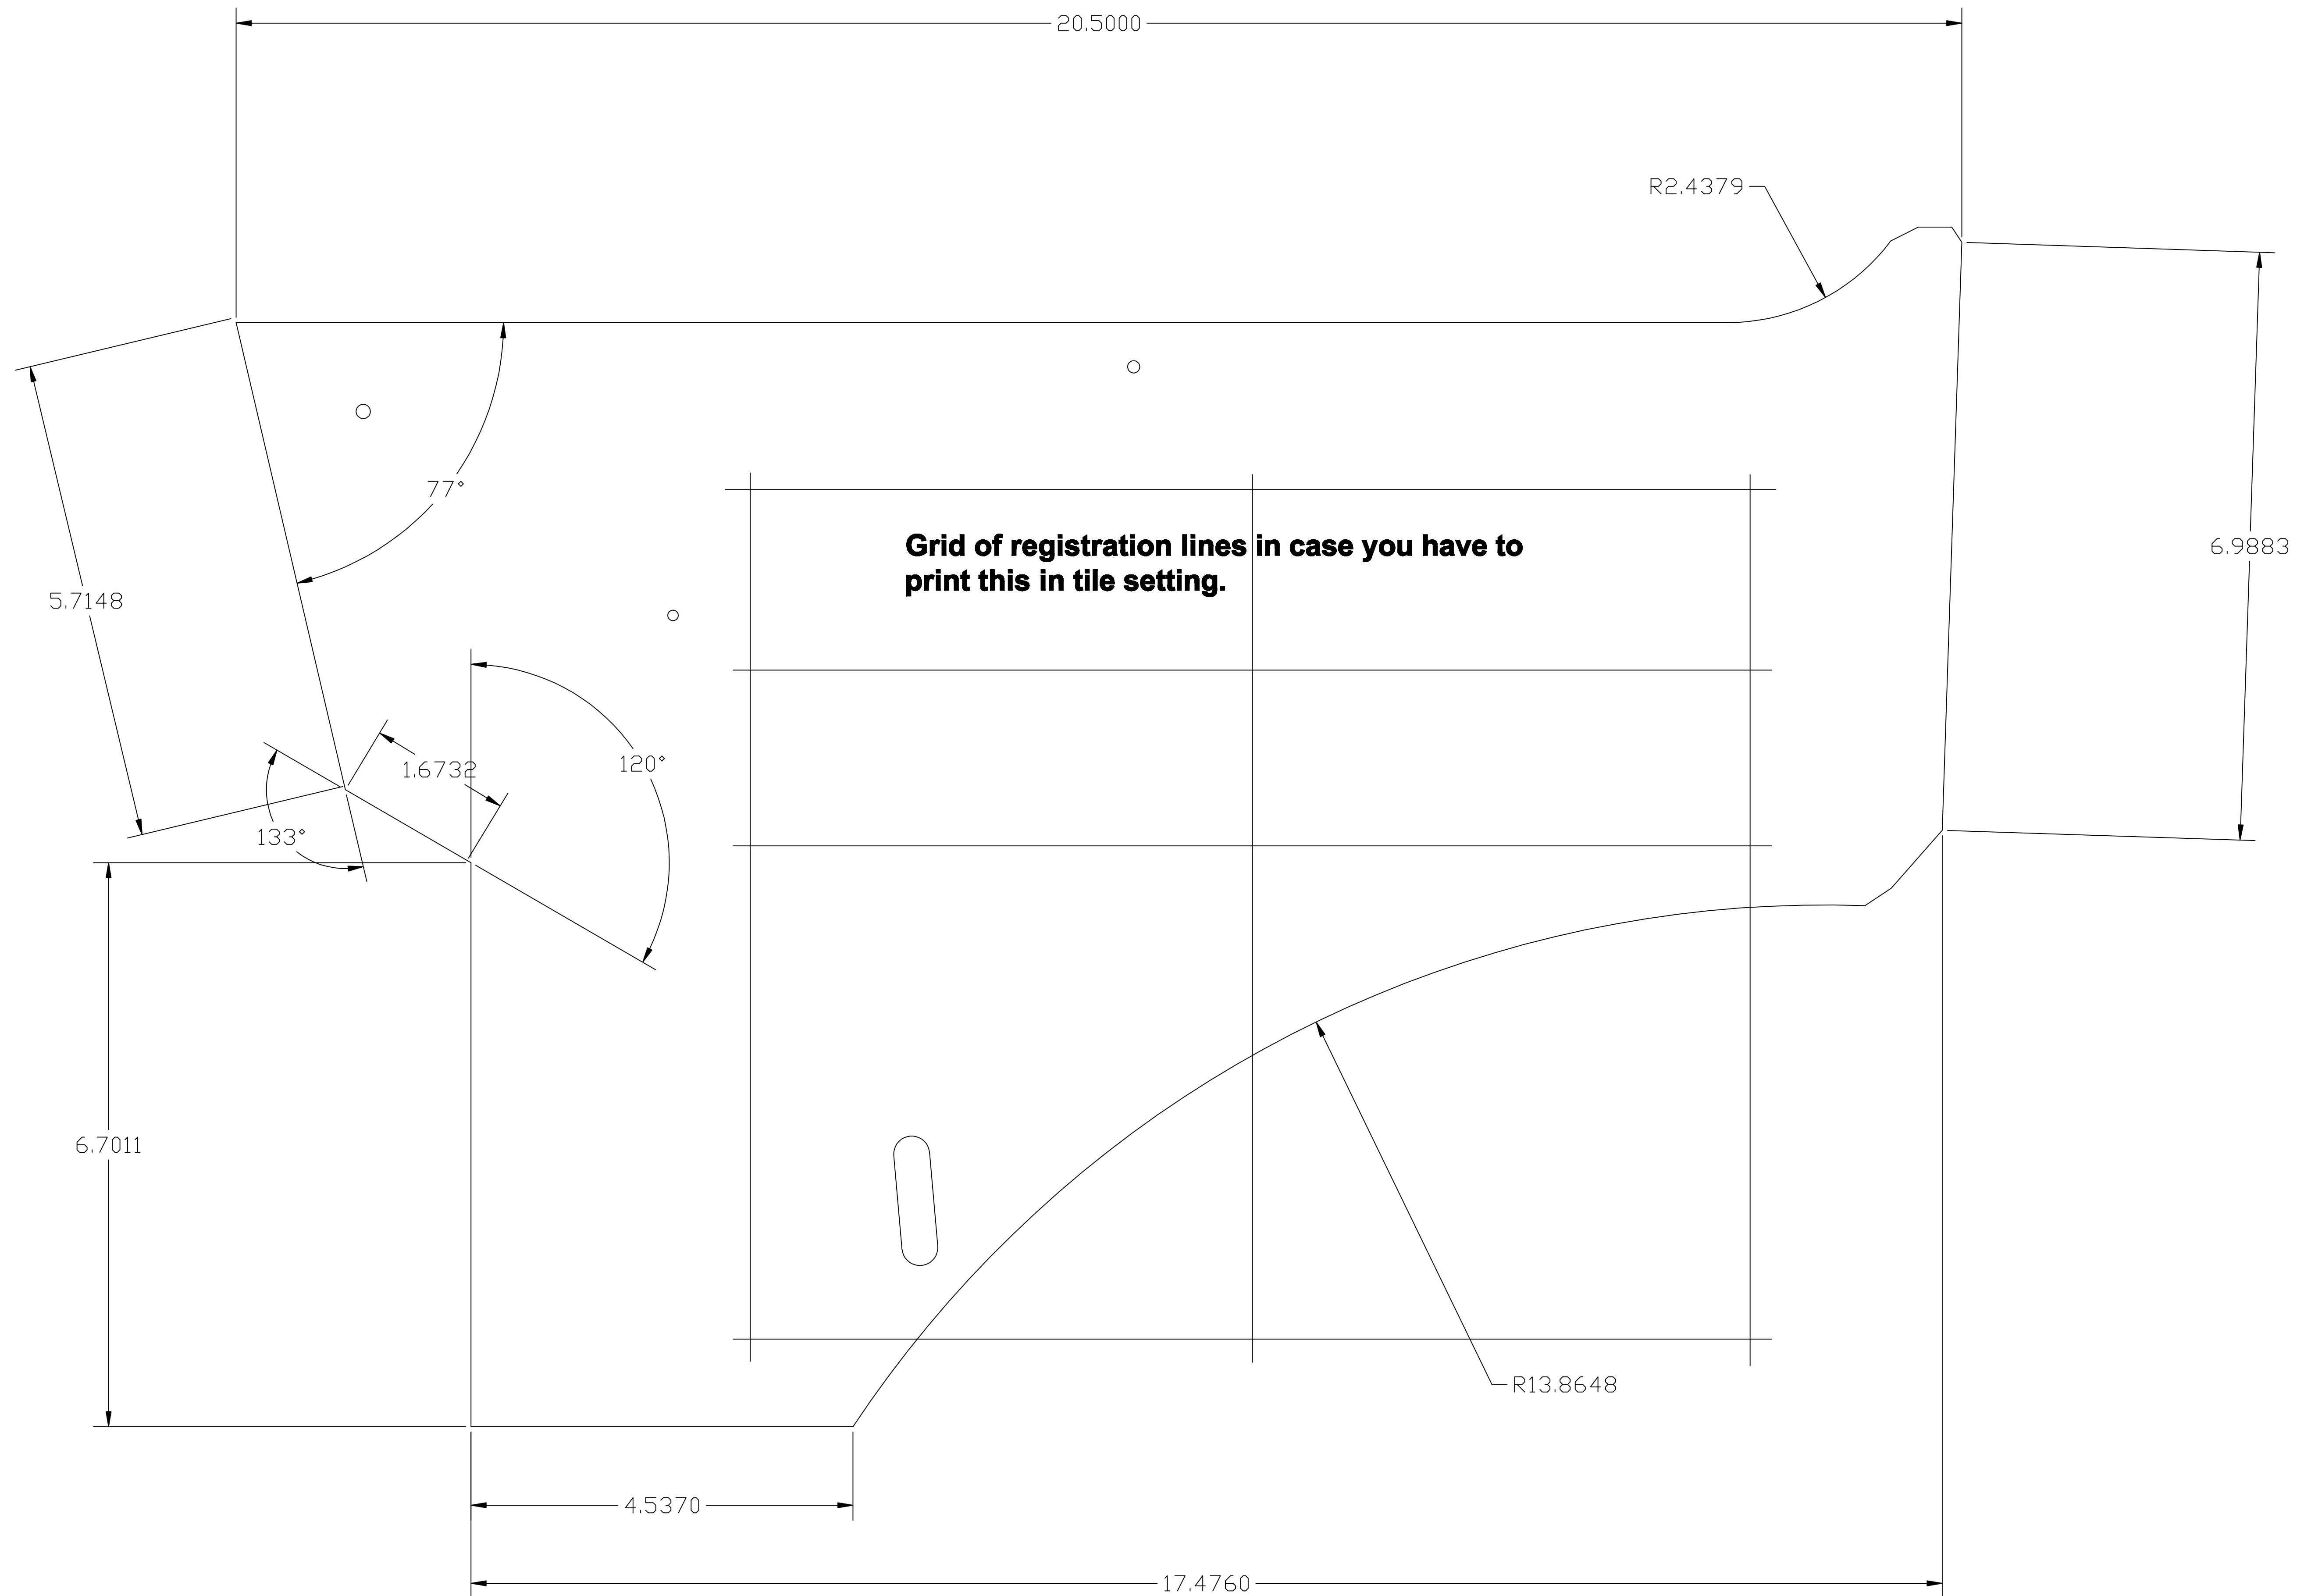 20.5000
R2.4379
77°
Grid of registration lines in case you have to
print this in tile setting.
6.9883
5.7148
1.6732
120°
133°
6.7011
R13.8648
4.5370
17.4760